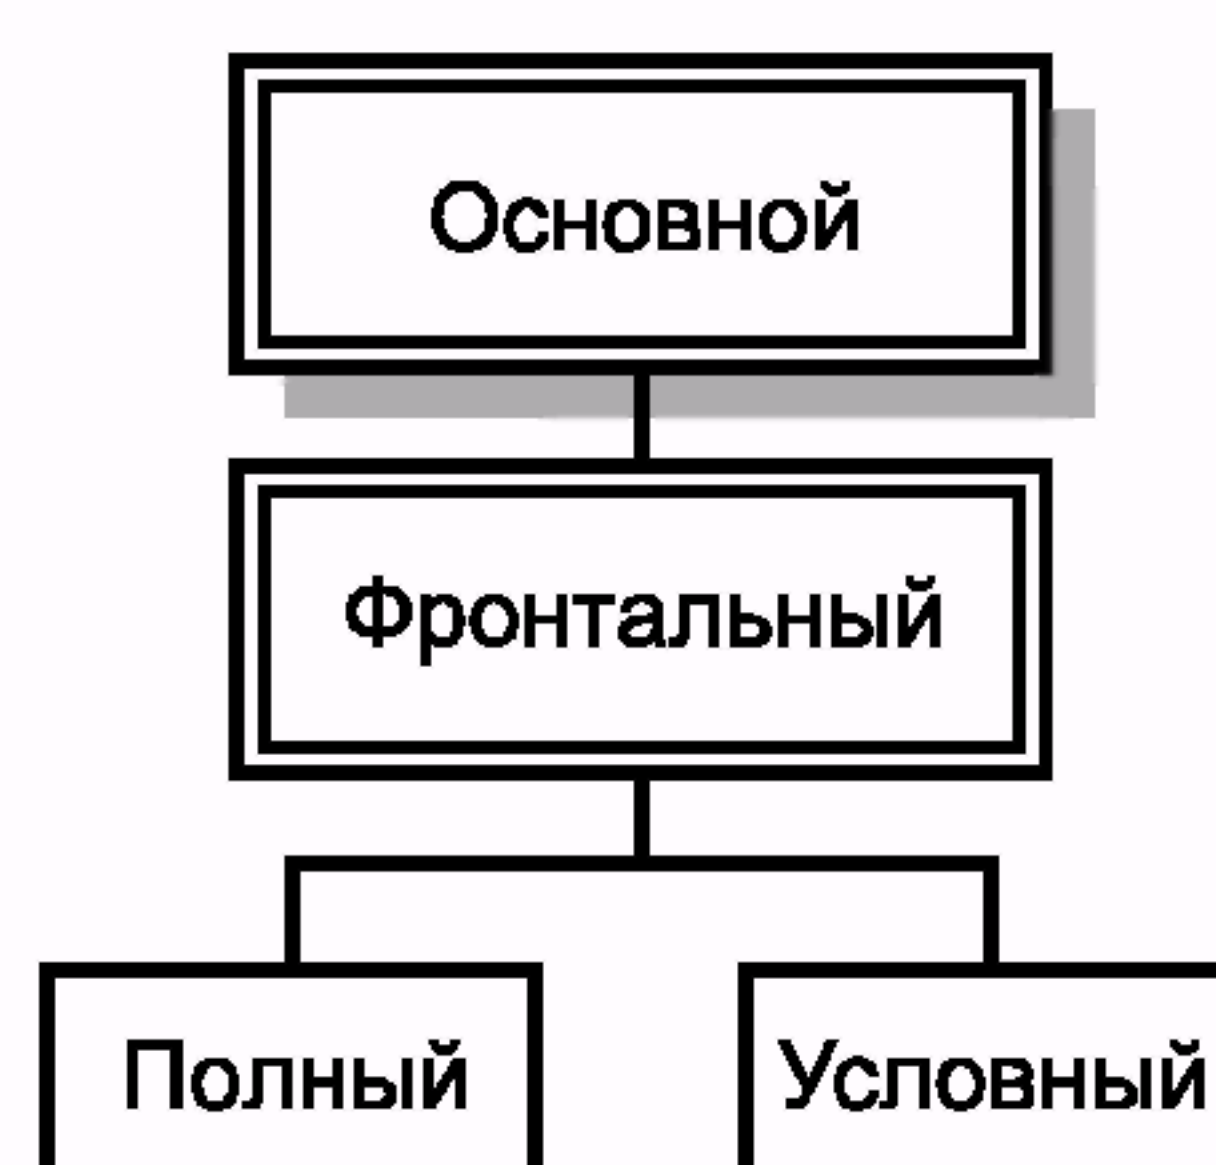 Основной
Фронтальный
Полный
Условный